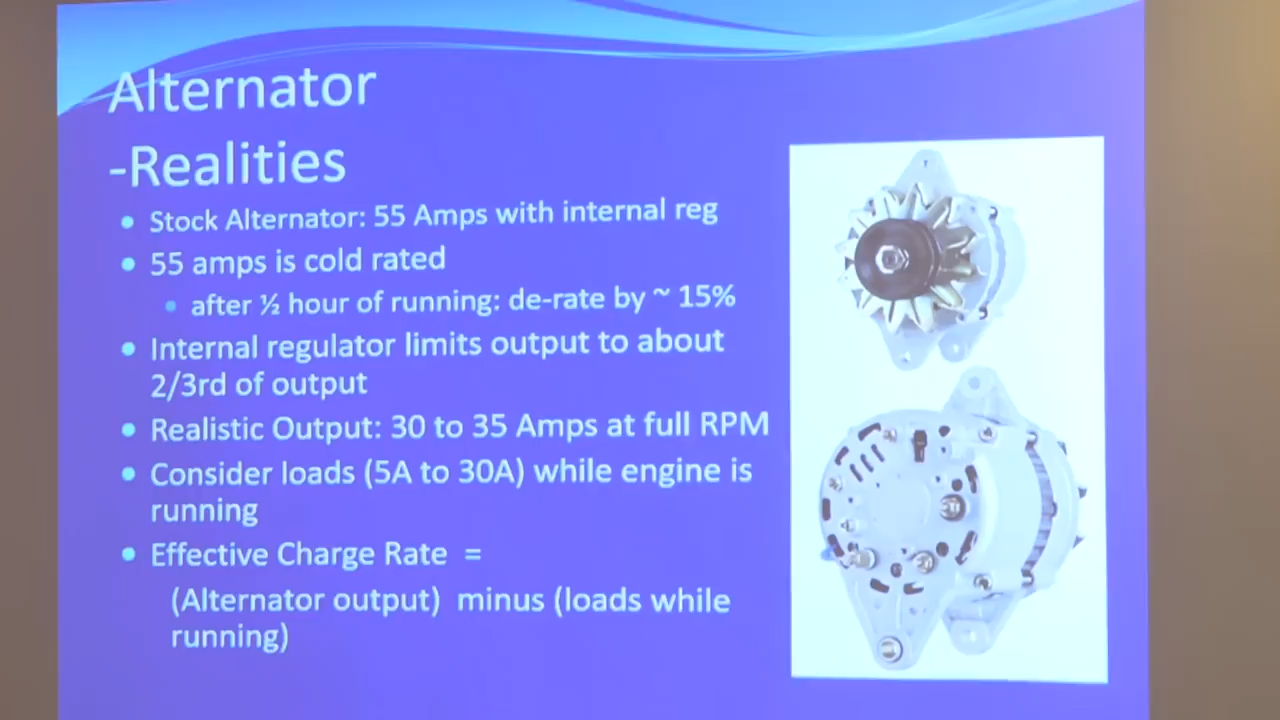 Alternator
-Realities
• Stock Alternator: 55 Amps with internal reg
• 55 amps is cold rated
• after ½ hour of running: de-rate by ~ 15%
• Internal regulator limits output to about
2/3rd of output
• Realistic Output: 30 to 35 Amps at full RPM
• Consider loads (5A to 30A) while engine is
running
• Effective Charge Rate =
(Alternator output) minus (loads while
running)